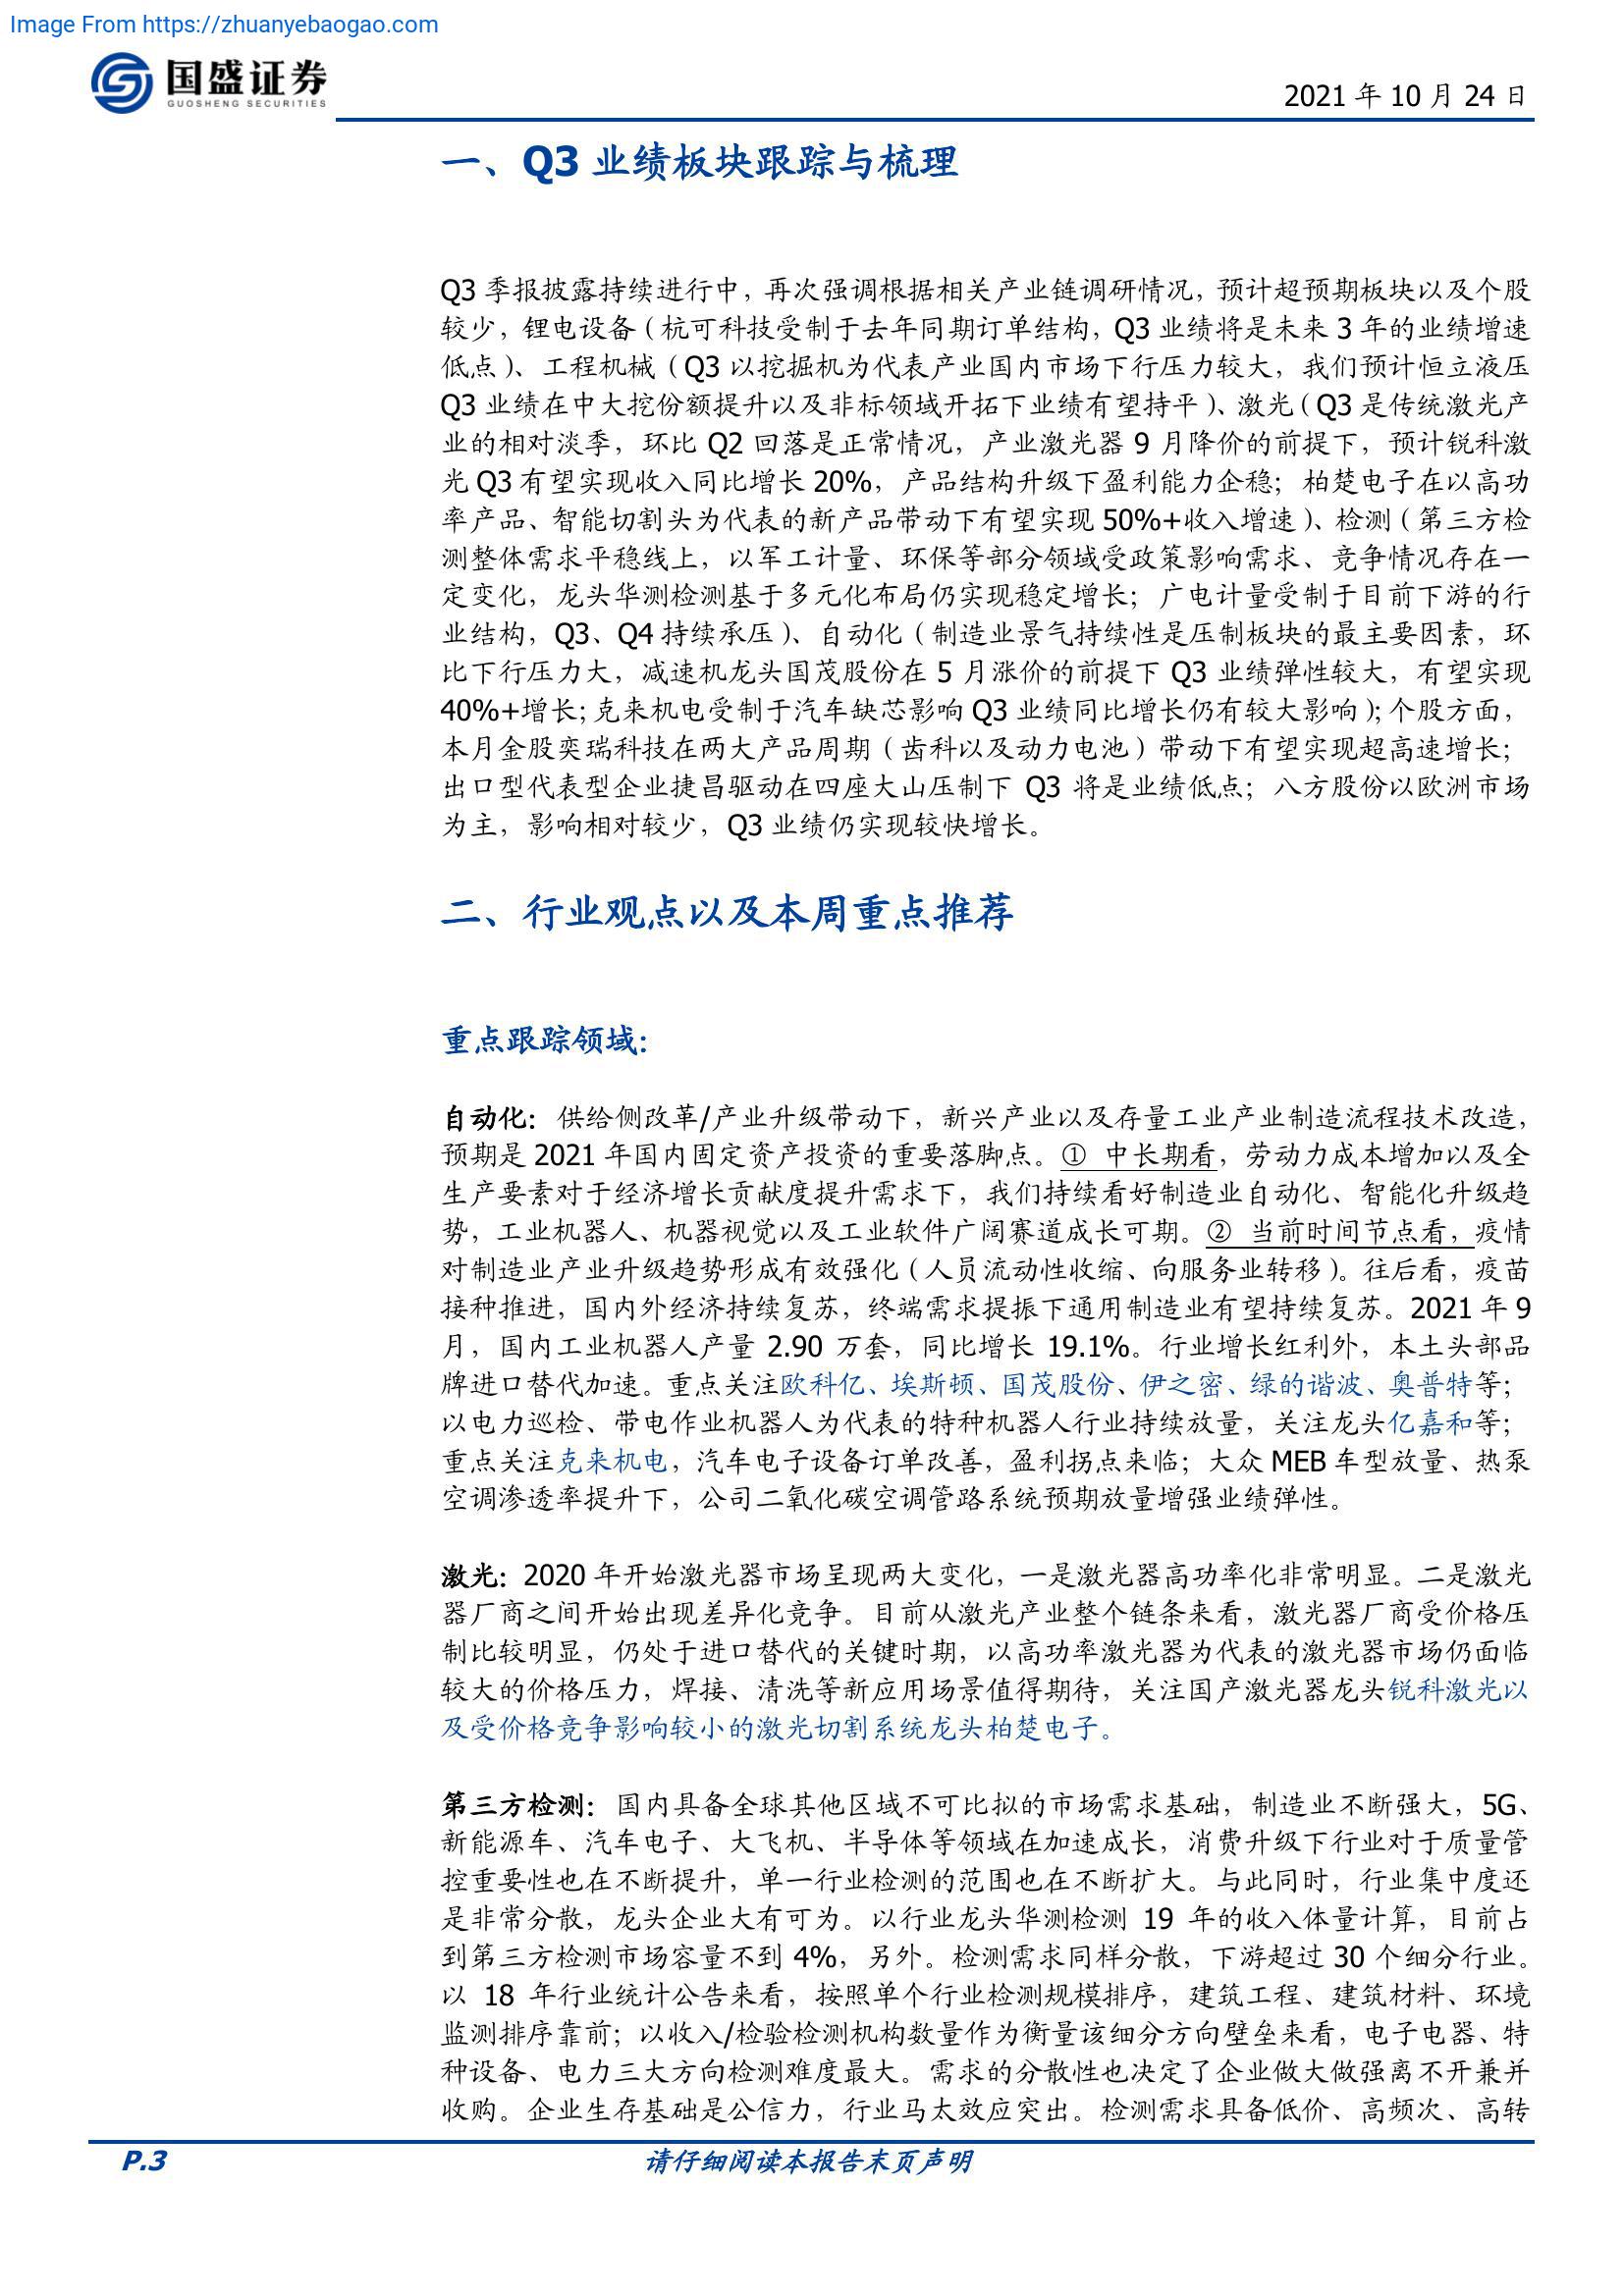 Image From https://zhuanyebaogao.com
国盛证券
GUOSHENG SECURITIES
2021 年 10 月 24 日
一、Q3 业绩板块跟踪与梳理
Q3 季报披露持续进行中，再次强调根据相关产业链调研情况，预计超预期板块以及个股
较少，锂电设备（杭可科技受制于去年同期订单结构，Q3 业绩将是未来 3 年的业绩增速
低点）、工程机械（Q3 以挖掘机为代表产业国内市场下行压力较大，我们预计恒立液压
Q3 业绩在中大挖份额提升以及非标领域开拓下业绩有望持平）、激光（Q3 是传统激光产
业的相对淡季，环比 Q2 回落是正常情况，产业激光器 9 月降价的前提下，预计锐科激
光 Q3 有望实现收入同比增长 20%，产品结构升级下盈利能力企稳；柏楚电子在以高功
率产品、智能切割头为代表的新产品带动下有望实现 50%+收入增速）、检测（第三方检
测整体需求平稳线上，以军工计量、环保等部分领域受政策影响需求、竞争情况存在一
定变化，龙头华测检测基于多元化布局仍实现稳定增长；广电计量受制于目前下游的行
业结构，Q3、Q4 持续承压）、自动化（制造业景气持续性是压制板块的最主要因素，环
比下行压力大，减速机龙头国茂股份在 5 月涨价的前提下 Q3 业绩弹性较大，有望实现
40%+增长；克来机电受制于汽车缺芯影响 Q3 业绩同比增长仍有较大影响）；个股方面，
本月金股奕瑞科技在两大产品周期（齿科以及动力电池）带动下有望实现超高速增长；
出口型代表型企业捷昌驱动在四座大山压制下 Q3 将是业绩低点；八方股份以欧洲市场
为主，影响相对较少，Q3 业绩仍实现较快增长。
二、行业观点以及本周重点推荐
重点跟踪领域：
自动化：供给侧改革/产业升级带动下，新兴产业以及存量工业产业制造流程技术改造，
预期是 2021 年国内固定资产投资的重要落脚点。① 中长期看，劳动力成本增加以及全
生产要素对于经济增长贡献度提升需求下，我们持续看好制造业自动化、智能化升级趋
势，工业机器人、机器视觉以及工业软件广阔赛道成长可期。② 当前时间节点看，疫情
对制造业产业升级趋势形成有效强化（人员流动性收缩、向服务业转移）。往后看，疫苗
接种推进，国内外经济持续复苏，终端需求提振下通用制造业有望持续复苏。2021 年 9
月，国内工业机器人产量 2.90 万套，同比增长 19.1%。行业增长红利外，本土头部品
牌进口替代加速。重点关注欧科亿、埃斯顿、国茂股份、伊之密、绿的谐波、奥普特等；
以电力巡检、带电作业机器人为代表的特种机器人行业持续放量，关注龙头亿嘉和等；
重点关注克来机电，汽车电子设备订单改善，盈利拐点来临；大众 MEB 车型放量、热泵
空调渗透率提升下，公司二氧化碳空调管路系统预期放量增强业绩弹性。
激光：2020 年开始激光器市场呈现两大变化，一是激光器高功率化非常明显。二是激光
器厂商之间开始出现差异化竞争。目前从激光产业整个链条来看，激光器厂商受价格压
制比较明显，仍处于进口替代的关键时期，以高功率激光器为代表的激光器市场仍面临
较大的价格压力，焊接、清洗等新应用场景值得期待，关注国产激光器龙头锐科激光以
及受价格竞争影响较小的激光切割系统龙头柏楚电子。
第三方检测：国内具备全球其他区域不可比拟的市场需求基础，制造业不断强大，5G、
新能源车、汽车电子、大飞机、半导体等领域在加速成长，消费升级下行业对于质量管
控重要性也在不断提升，单一行业检测的范围也在不断扩大。与此同时，行业集中度还
是非常分散，龙头企业大有可为。以行业龙头华测检测 19 年的收入体量计算，目前占
到第三方检测市场容量不到 4%，另外。检测需求同样分散，下游超过 30 个细分行业。
以 18 年行业统计公告来看，按照单个行业检测规模排序，建筑工程、建筑材料、环境
监测排序靠前；以收入/检验检测机构数量作为衡量该细分方向壁垒来看，电子电器、特
种设备、电力三大方向检测难度最大。需求的分散性也决定了企业做大做强离不开兼并
收购。企业生存基础是公信力，行业马太效应突出。检测需求具备低价、高频次、高转
P.3
请仔细阅读本报告末页声明